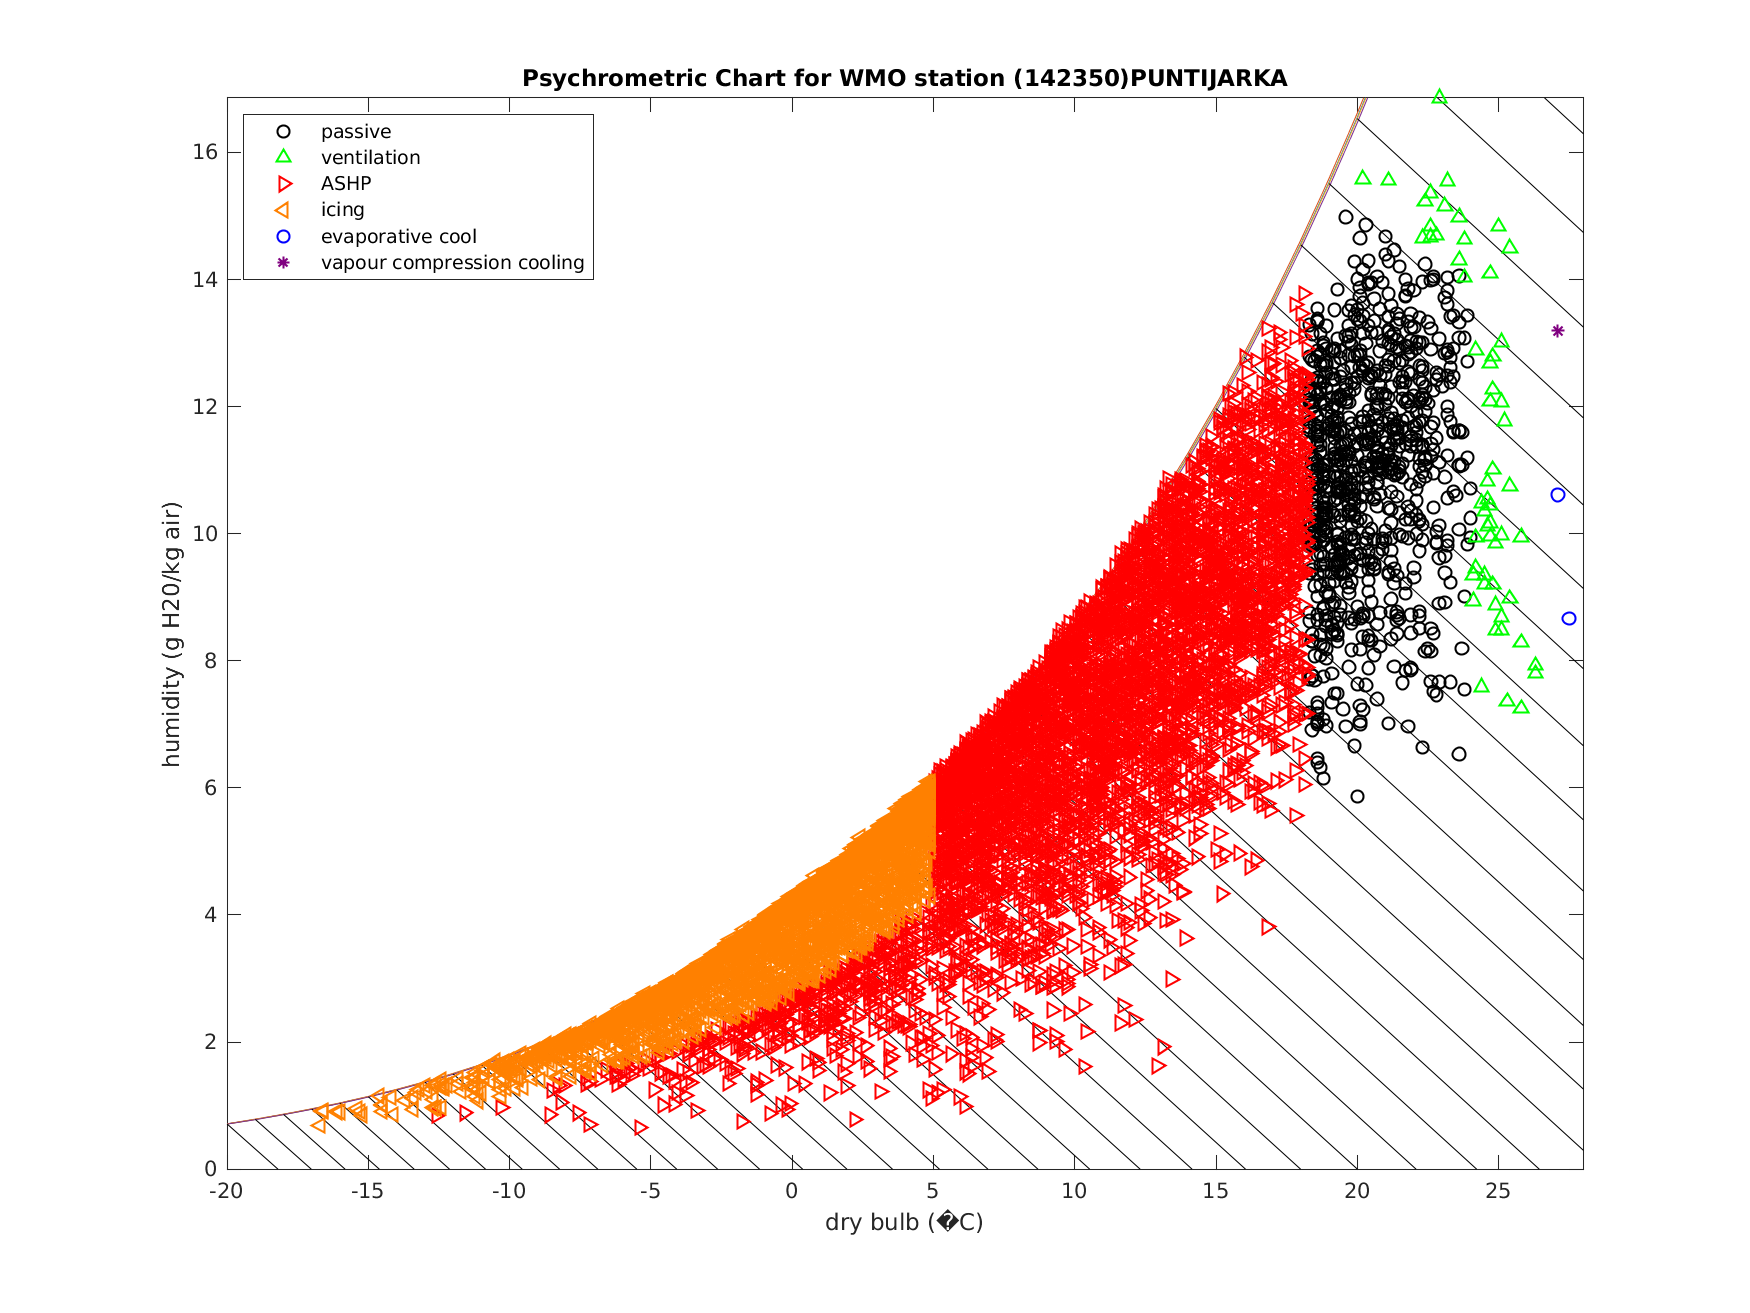 Psychrometric Chart for WMO station (142350)PUNTIJARKA
passive
ventilation
ASHP
icing
evaporative cool
vapour compression cooling
humidity (g H20/kg air)
16
14
12
10
8
6
4
2
0
-20 -15 -10 -5 0 5 10 15 20 25
dry bulb (�C)